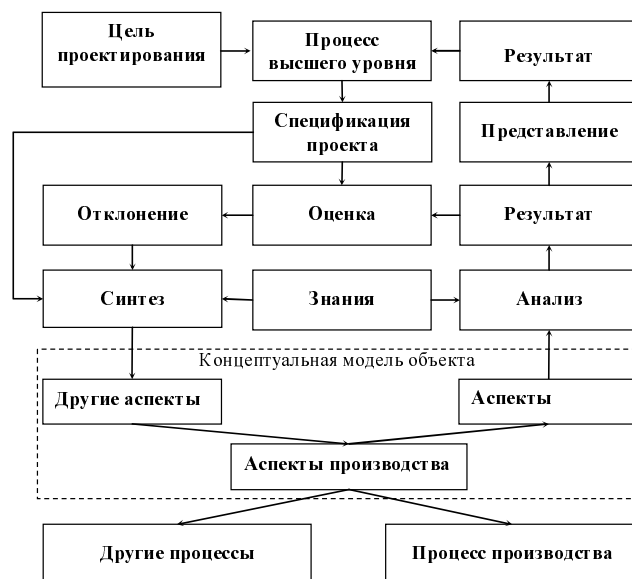 Цель
проектирования
Процесс
высшего уровня
Результат
Спецификация
проекта
Представление
Отклонение
Оценка
Результат
Синтез
Знания
Анализ
Концептуальная модель объекта
Другие аспекты
Аспекты
Аспекты производства
Другие процессы
Процесс производства